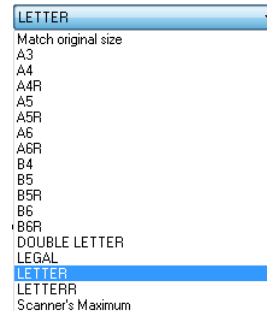 LETTER
Match original size
A3
A4
A4R
A5
A5R
A6
A6R
B4
B5
B5R
B6
B6R
DOUBLE LETTER
LEGAL
LETTER
LETTERR
Scanner's Maximum